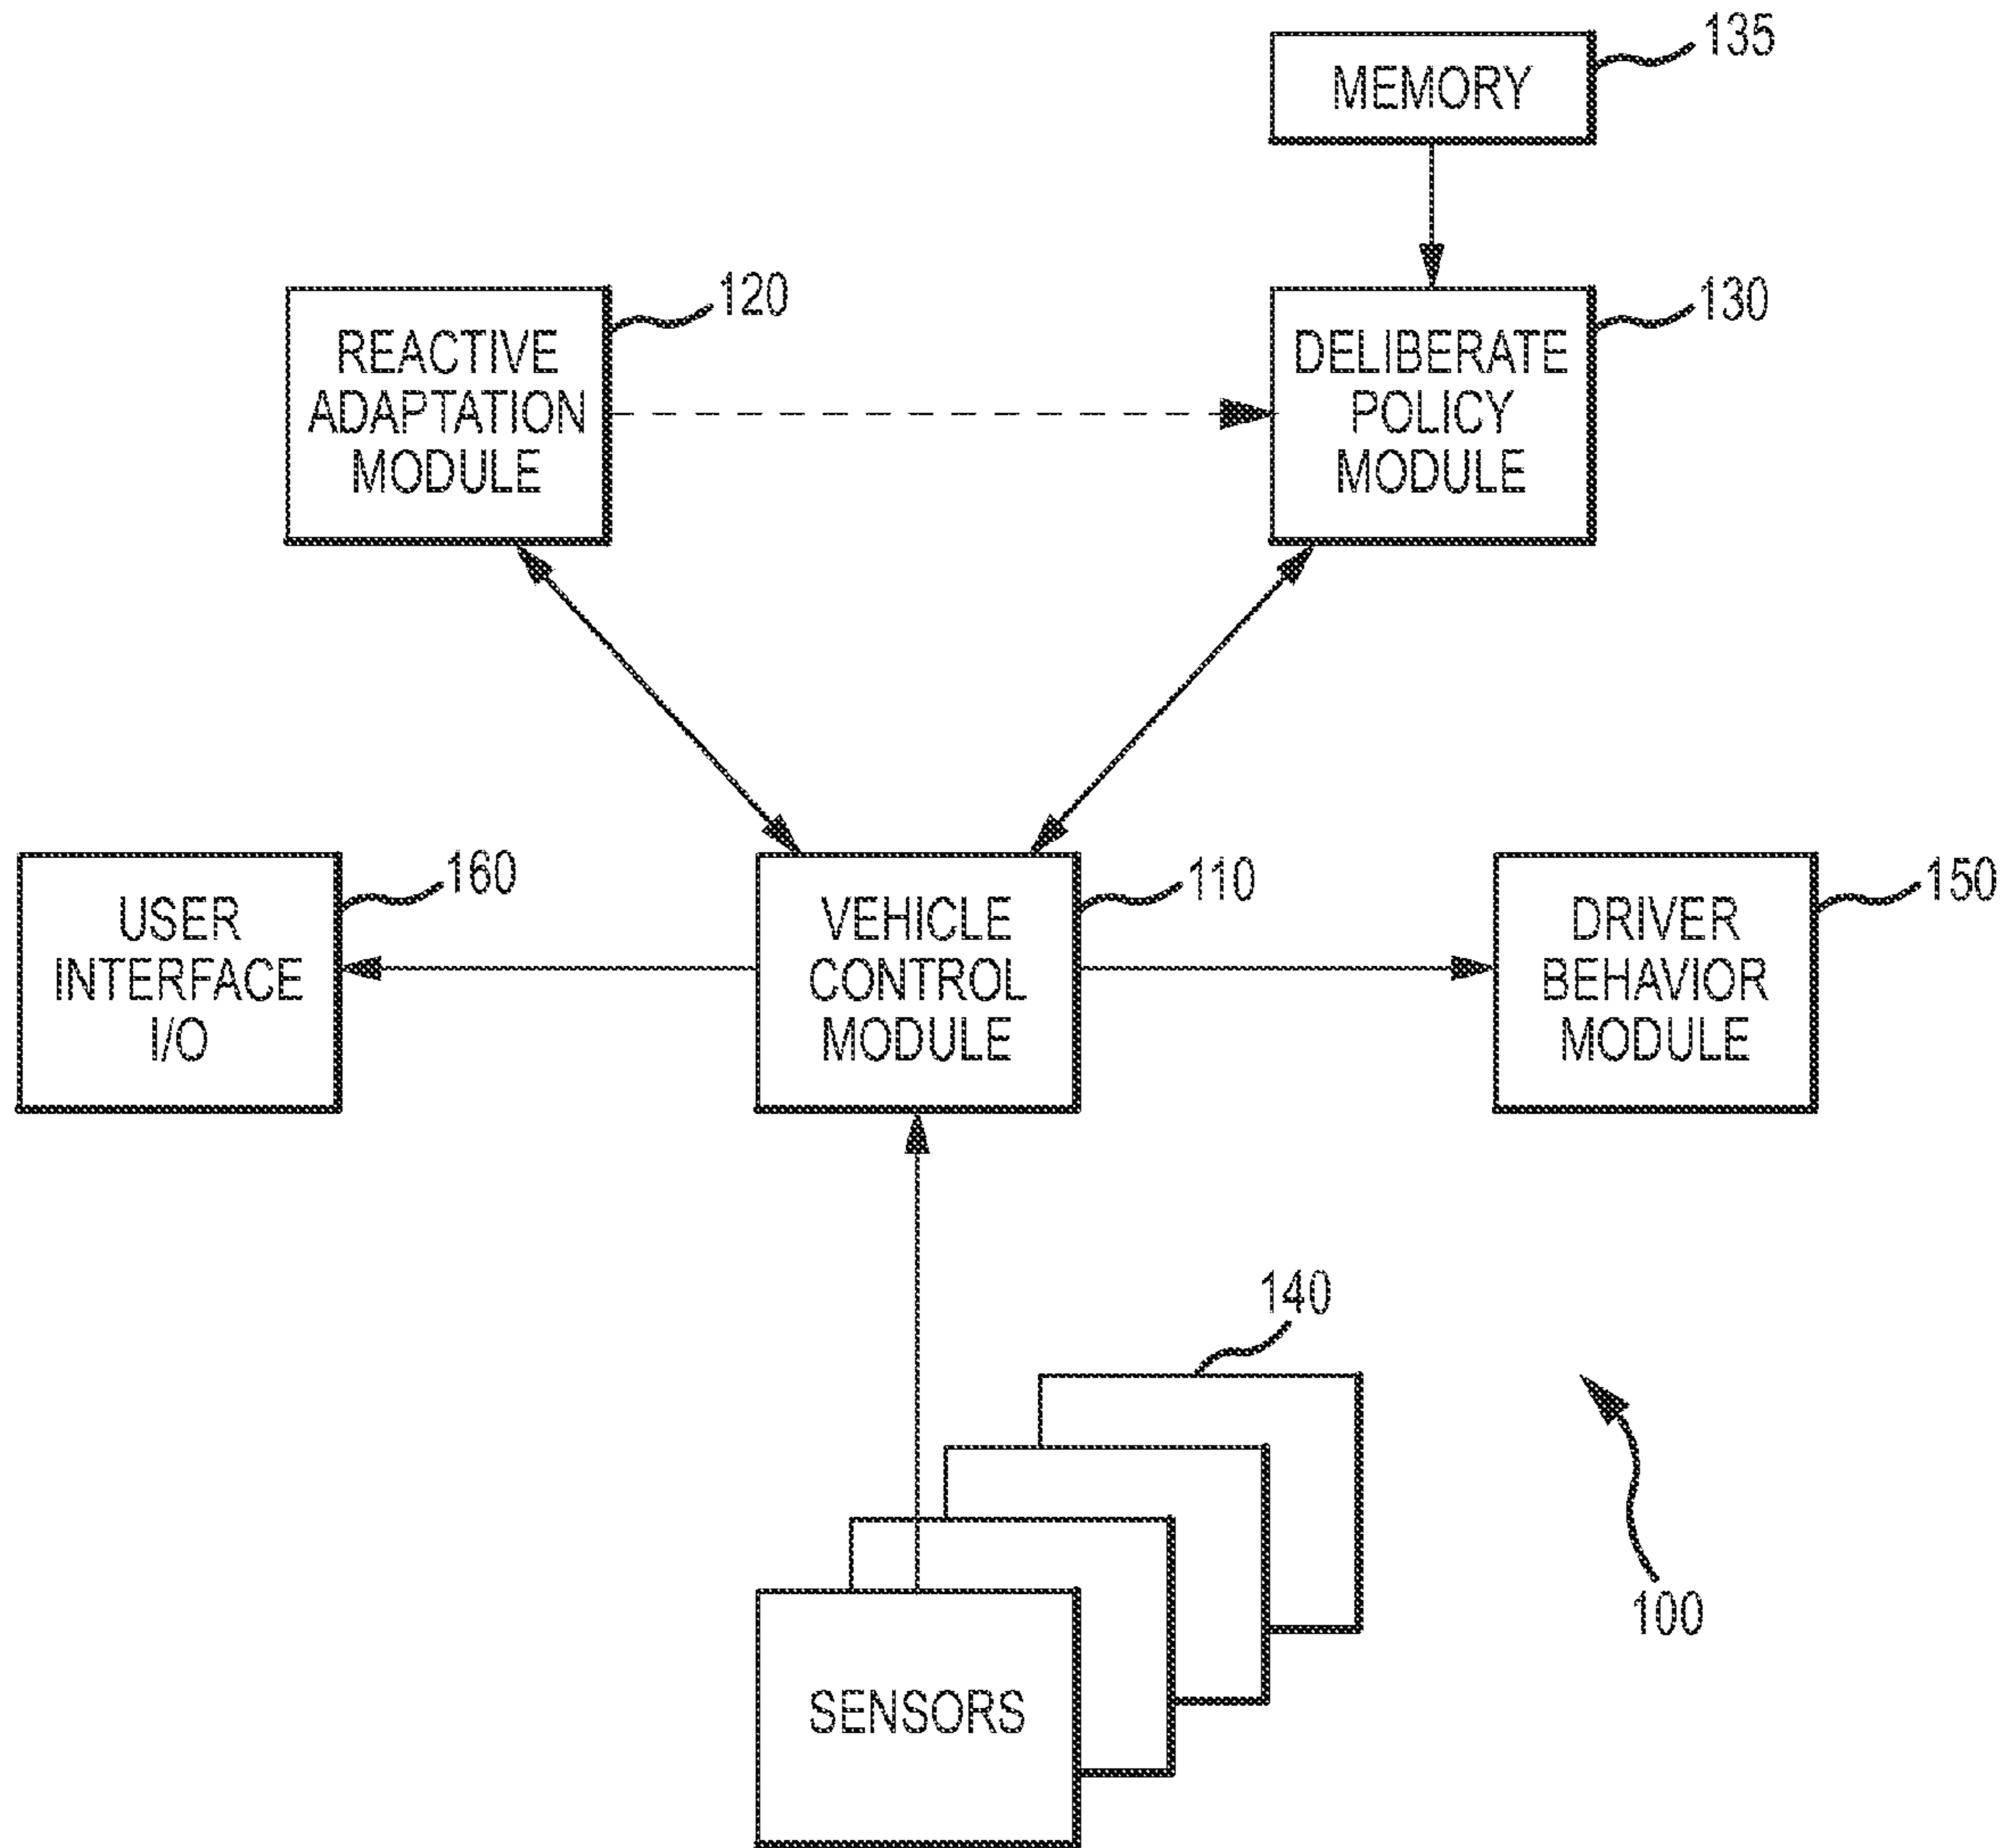 135
MEMORY
120
130
REACTIVE
ADAPTATION
MODULE
DELIBERATE
POLICY
MODULE
160
110
150
USER
INTERFACE
I/O
VEHICLE
CONTROL
MODULE
DRIVER
BEHAVIOR
MODULE
140
100
SENSORS